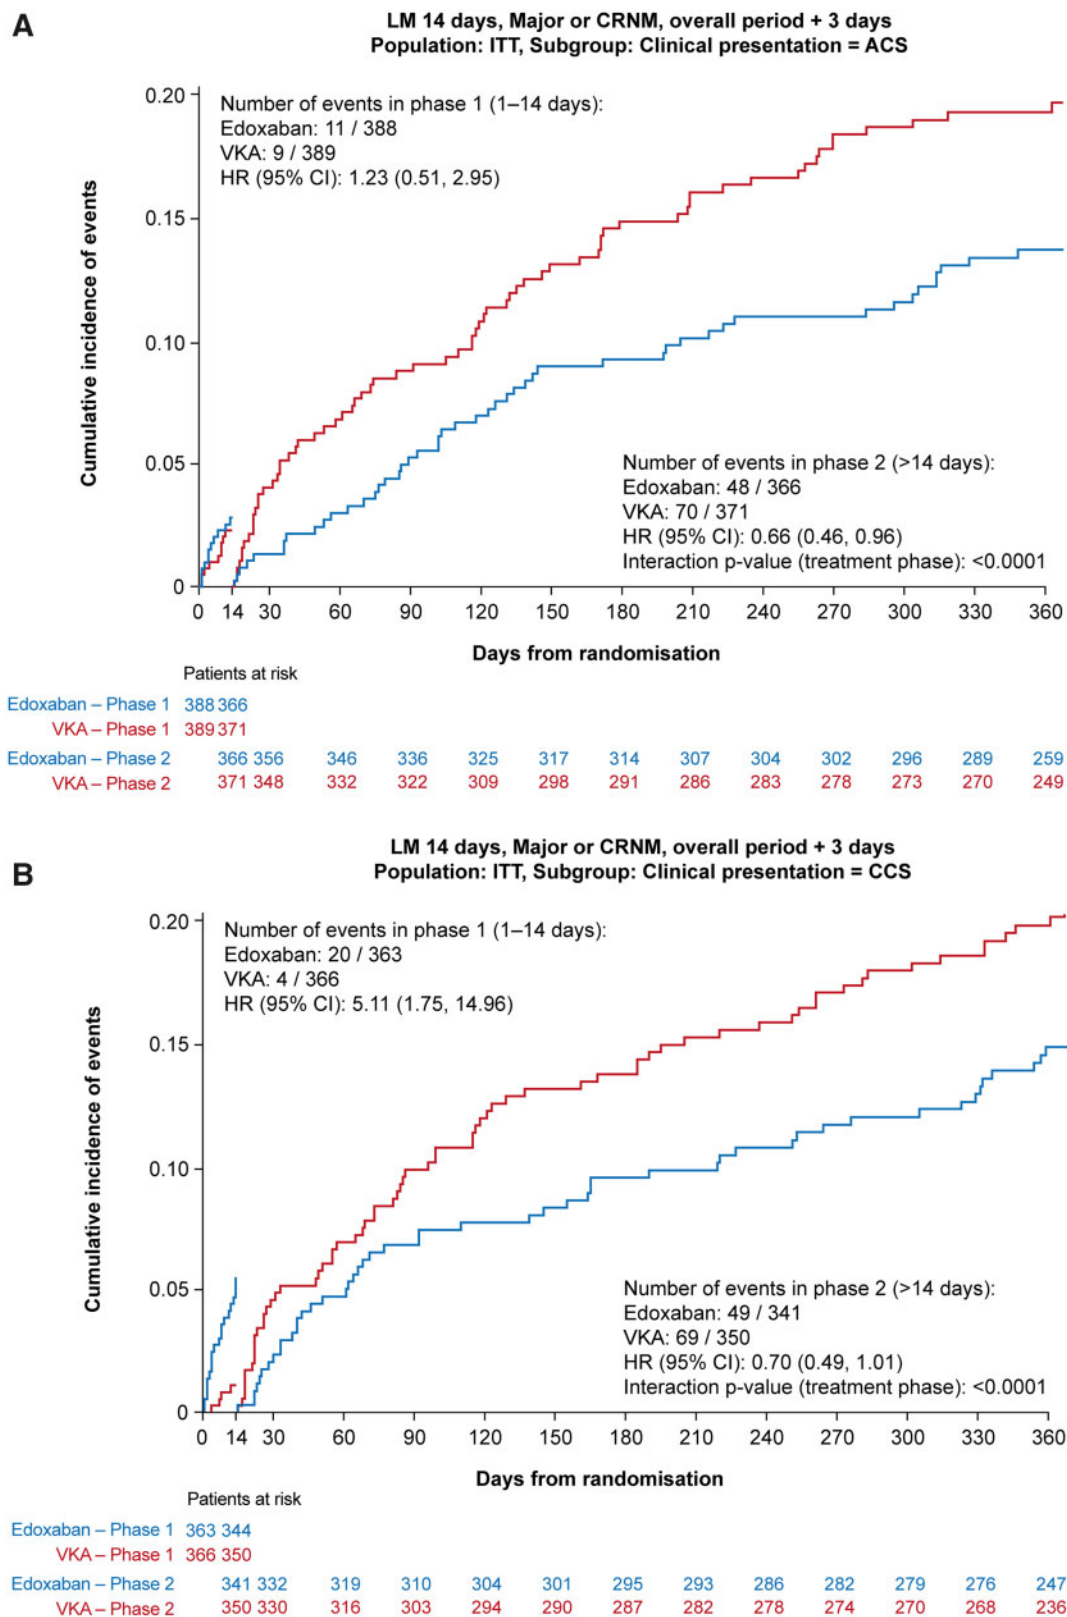 A
LM 14 days, Major or CRNM, overall period + 3 days
Population: ITT, Subgroup: Clinical presentation = ACS
Cumulative incidence of events
0.20
0.15
0.10
0.05
0
Number of events in phase 1 (1–14 days):
Edoxaban: 11 / 388
VKA: 9 / 389
HR (95% CI): 1.23 (0.51, 2.95)
Number of events in phase 2 (>14 days):
Edoxaban: 48 / 366
VKA: 70 / 371
HR (95% CI): 0.66 (0.46, 0.96)
Interaction p-value (treatment phase): <0.0001
0 14 30 60 90 120 150 180 210 240 270 300 330 360
Days from randomisation
Patients at risk
Edoxaban – Phase 1 388 366
VKA – Phase 1 389 371
Edoxaban – Phase 2 366 356 346 336 325 317 314 307 304 302 296 289 259
VKA – Phase 2 371 348 332 322 309 298 291 286 283 278 273 270 249
B
LM 14 days, Major or CRNM, overall period + 3 days
Population: ITT, Subgroup: Clinical presentation = CCS
Cumulative incidence of events
0.20
0.15
0.10
0.05
0
Number of events in phase 1 (1–14 days):
Edoxaban: 20 / 363
VKA: 4 / 366
HR (95% CI): 5.11 (1.75, 14.96)
Number of events in phase 2 (>14 days):
Edoxaban: 49 / 341
VKA: 69 / 350
HR (95% CI): 0.70 (0.49, 1.01)
Interaction p-value (treatment phase): <0.0001
0 14 30 60 90 120 150 180 210 240 270 300 330 360
Days from randomisation
Patients at risk
Edoxaban – Phase 1 363 344
VKA – Phase 1 366 350
Edoxaban – Phase 2 341 332 319 310 304 301 295 293 286 282 279 276 247
VKA – Phase 2 350 330 316 303 294 290 287 282 278 274 270 268 236